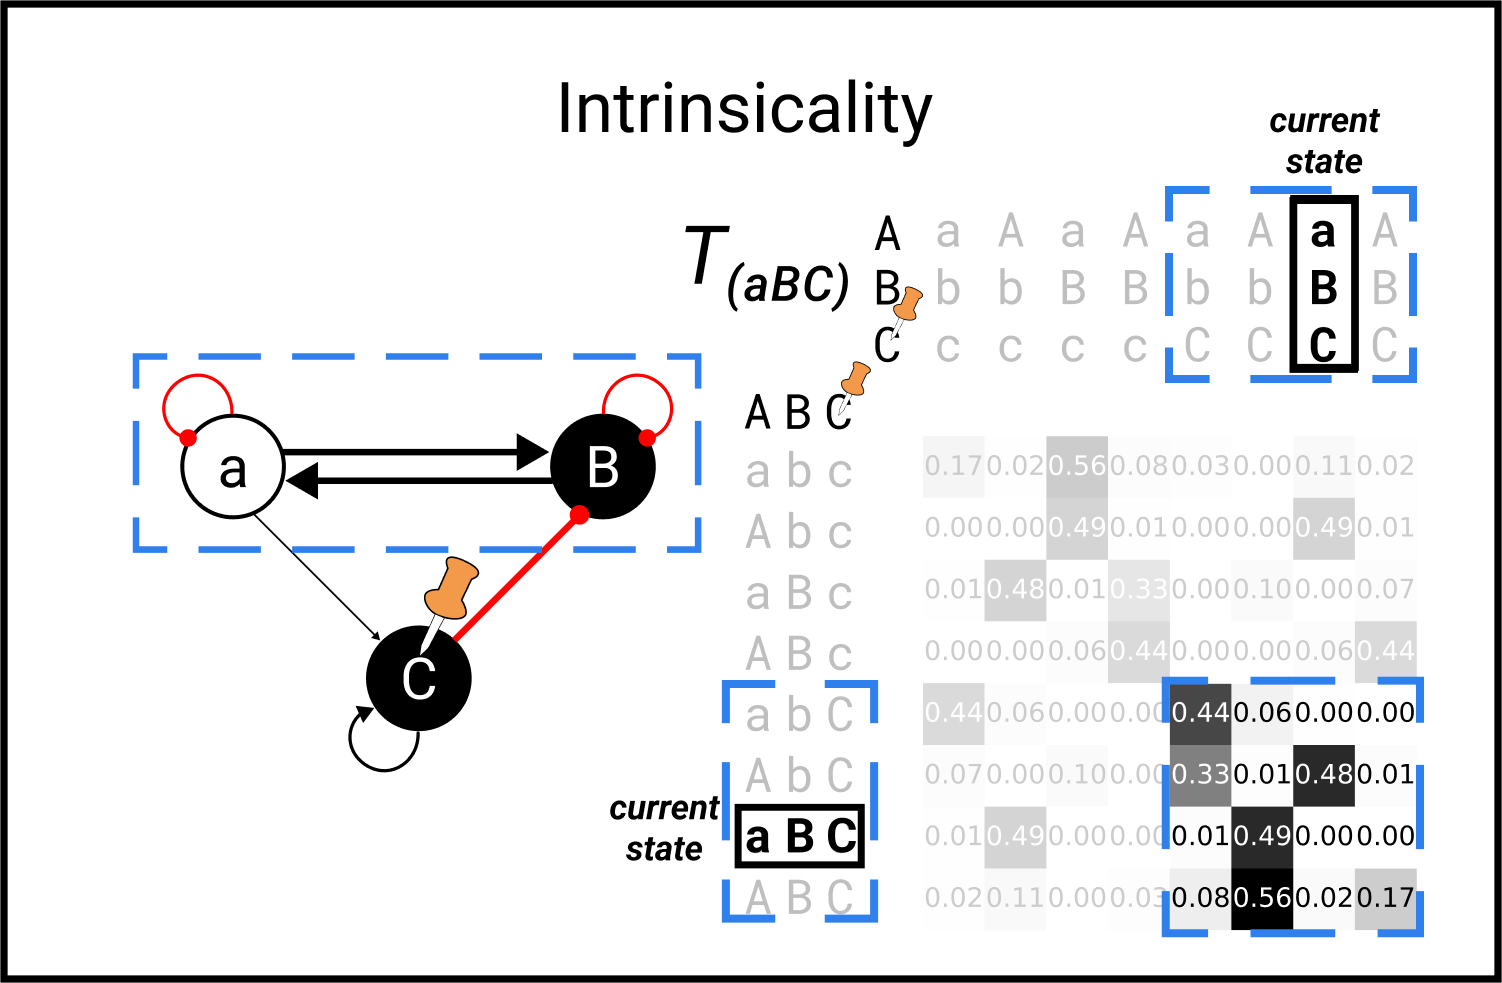 Intrinsicality
current
state
T(aBC)
A a A a A a A a A
B b b B B b b B B
C c c c c C C C C
A B C
a b c 0.17 0.02 0.56 0.08 0.03 0.00 0.11 0.02
A b c 0.00 0.00 0.49 0.01 0.00 0.00 0.49 0.01
a B c 0.01 0.48 0.01 0.33 0.00 0.10 0.00 0.07
A B c 0.00 0.00 0.06 0.44 0.00 0.00 0.06 0.44
a b C 0.44 0.06 0.00 0.00 0.44 0.06 0.00 0.00
A b C 0.07 0.00 0.10 0.00 0.33 0.01 0.48 0.01
current
state
a B C 0.01 0.49 0.00 0.00 0.01 0.49 0.00 0.00
A B C 0.02 0.11 0.00 0.03 0.08 0.56 0.02 0.17
a
B
C